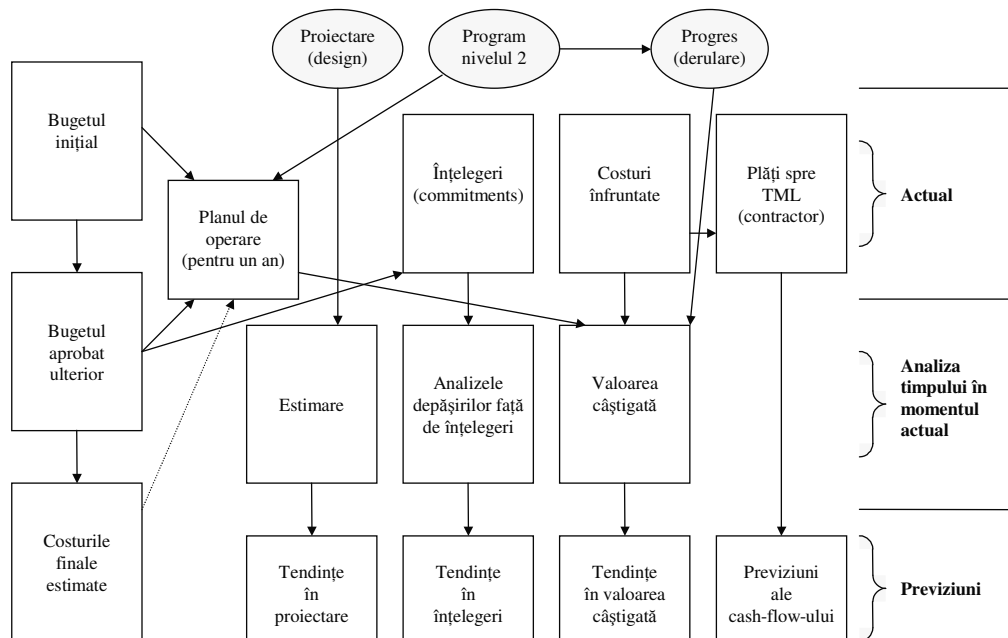 Proiectare
(design)
Program
nivelul 2
Progres
(derulare)
Bugetul
inițial
Planul de
operare
(pentru un an)
Înțelegeri
(commitments)
Costuri
înfruntate
Plăți spre
TML
(contractor)
Actual
Bugetul
aprobat
ulterior
Estimare
Analizele
depășirilor față
de înțelegeri
Valoarea
câștigată
Analiza
timpului în
momentul
actual
Costurile
finale
estimate
Tendințe
în
proiectare
Tendințe
în
înțelegeri
Tendințe
în valoarea
câștigată
Previziuni
ale
cash-flow-ului
Previziuni